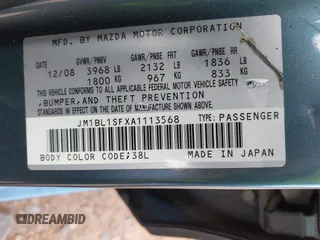 MFD. BY MAZDA MOTOR CORPORATION
GVWR/PNBV GAWR/PNBE FRT GAWR/PNBE RR
12/08 3968 LB 2132 LB 1836 LB
1800 KG 967 KG 833 KG
THIS VEHICLE CONFORMS TO ALL APPLICABLE FEDERAL MOTOR VEHICLE SAFETY
,BUMPER,AND THEFT PREVENTION STANDARDS IN EFFECT ON THE DATE OF MANUFACTURE SHOWN ABOVE.
JM1BL1SFXA1113568 TYPE: PASSENGER
BODY COLOR CODE:38L MADE IN JAPAN
DREAMBID